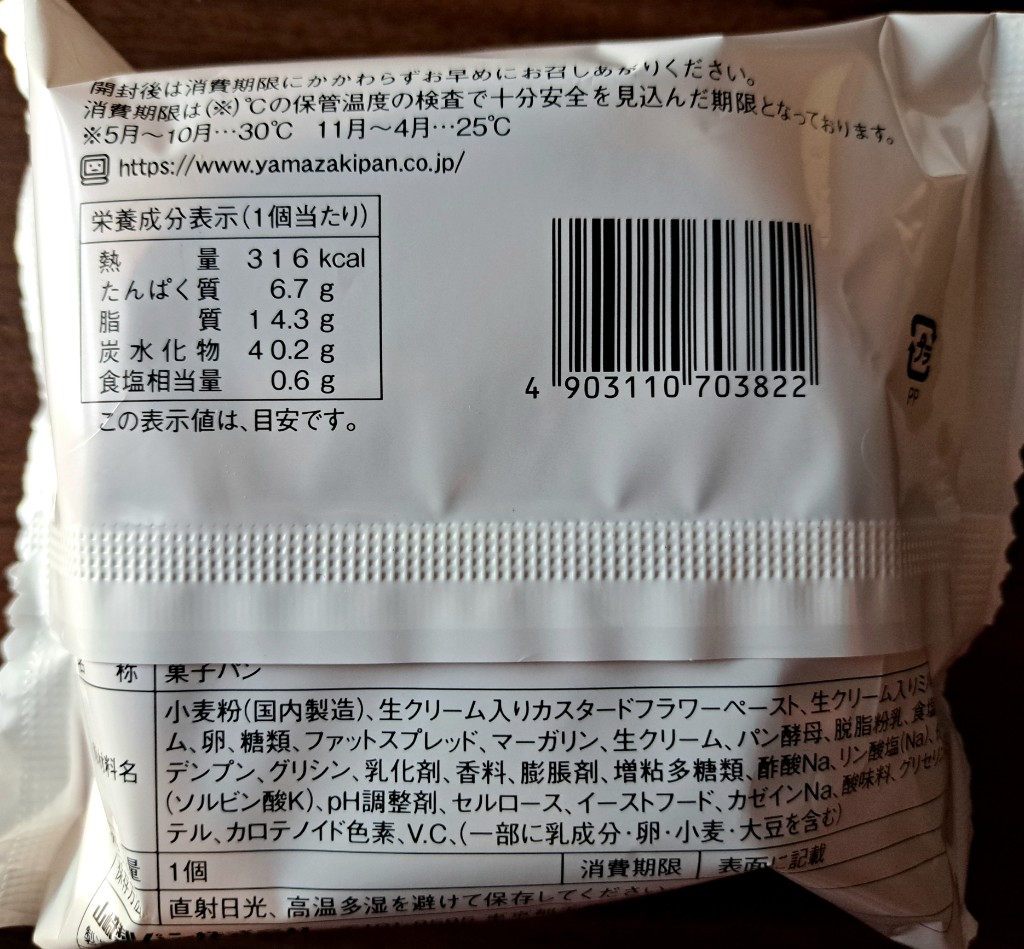 開封後は消費期限にかかわらずお早めにお召しあがりください。
消費期限は(※)℃の保管温度の検査で十分安全を見込んだ期限となっております。
※5月～10月…30℃ 11月～4月…25℃
https://www.yamazakipan.co.jp/
栄養成分表示(1個当たり)
熱量 316 kcal
たんぱく質 6.7 g
脂質 14.3 g
炭水化物 40.2 g
食塩相当量 0.6 g
この表示値は、目安です。
4 903110 703822
プラ
PP
称 菓子パン
料名 小麦粉(国内製造)、生クリーム入りカスタードフラワーペースト、生クリーム入り
ム、卵、糖類、ファットスプレッド、マーガリン、生クリーム、パン酵母、脱脂粉乳、食塩
デンプン、グリシン、乳化剤、香料、膨脹剤、増粘多糖類、酢酸Na、リン酸塩(Na)、
(ソルビン酸K)、pH調整剤、セルロース、イーストフード、カゼインNa、酸味料、グリセリン
テル、カロテノイド色素、V.C.、(一部に乳成分・卵・小麦・大豆を含む)
量 1個 消費期限 表面に記載
直射日光、高温多湿を避けて保存してください